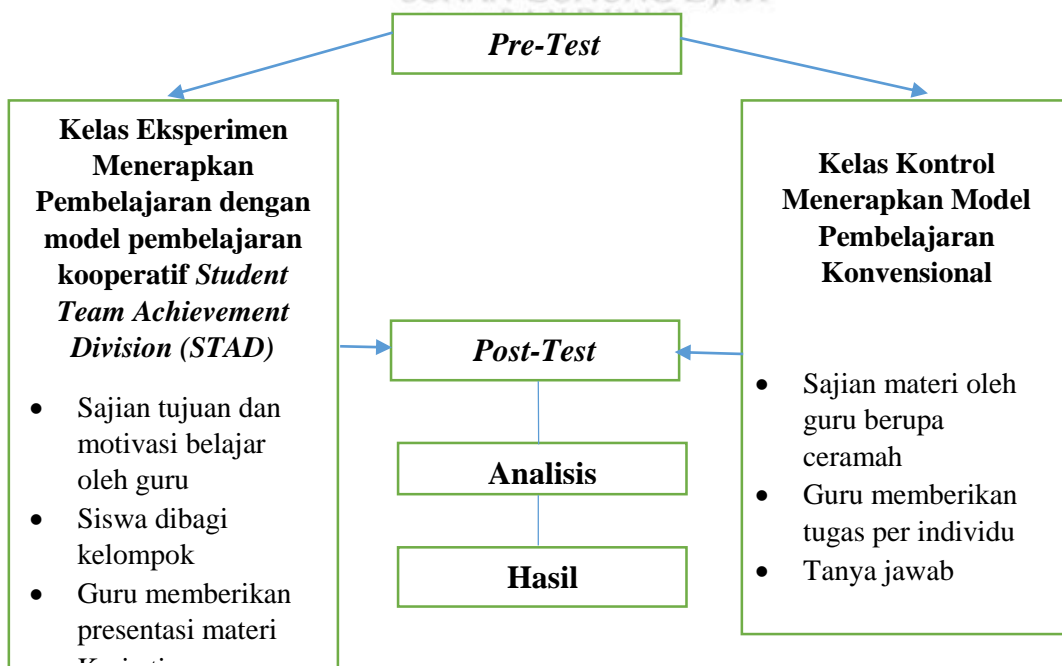 Pre-Test
Kelas Eksperimen
Menerapkan
Pembelajaran dengan
model pembelajaran
kooperatif Student
Team Achievement
Division (STAD)
• Sajian tujuan dan
motivasi belajar
oleh guru
• Siswa dibagi
kelompok
• Guru memberikan
presentasi materi
Post-Test
Analisis
Hasil
Kelas Kontrol
Menerapkan Model
Pembelajaran
Konvensional
• Sajian materi oleh
guru berupa
ceramah
• Guru memberikan
tugas per individu
• Tanya jawab